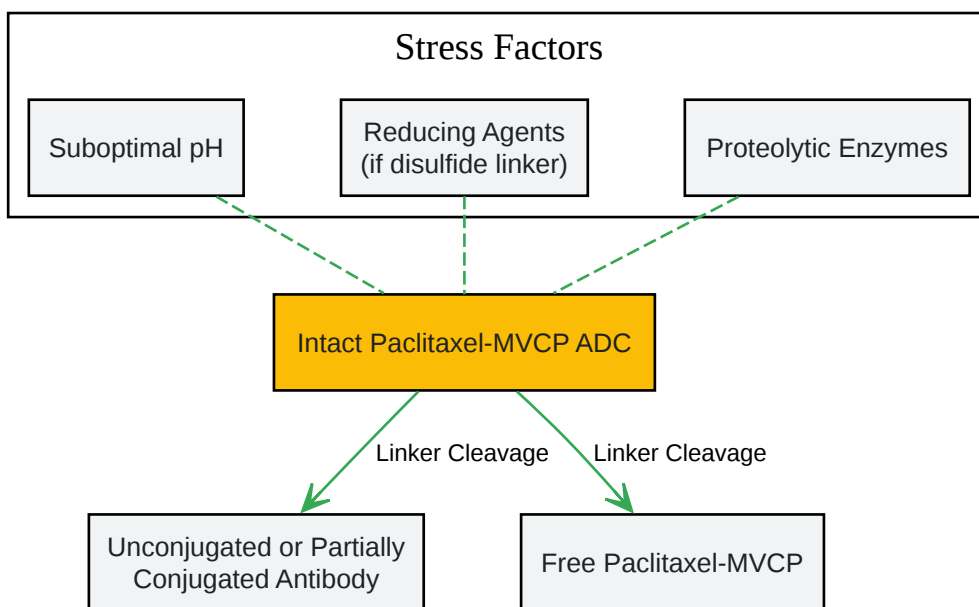 Stress Factors
Suboptimal pH
Reducing Agents
(if disulfide linker)
Proteolytic Enzymes
Intact Paclitaxel-MVCP ADC
Linker Cleavage
Linker Cleavage
Unconjugated or Partially
Conjugated Antibody
Free Paclitaxel-MVCP